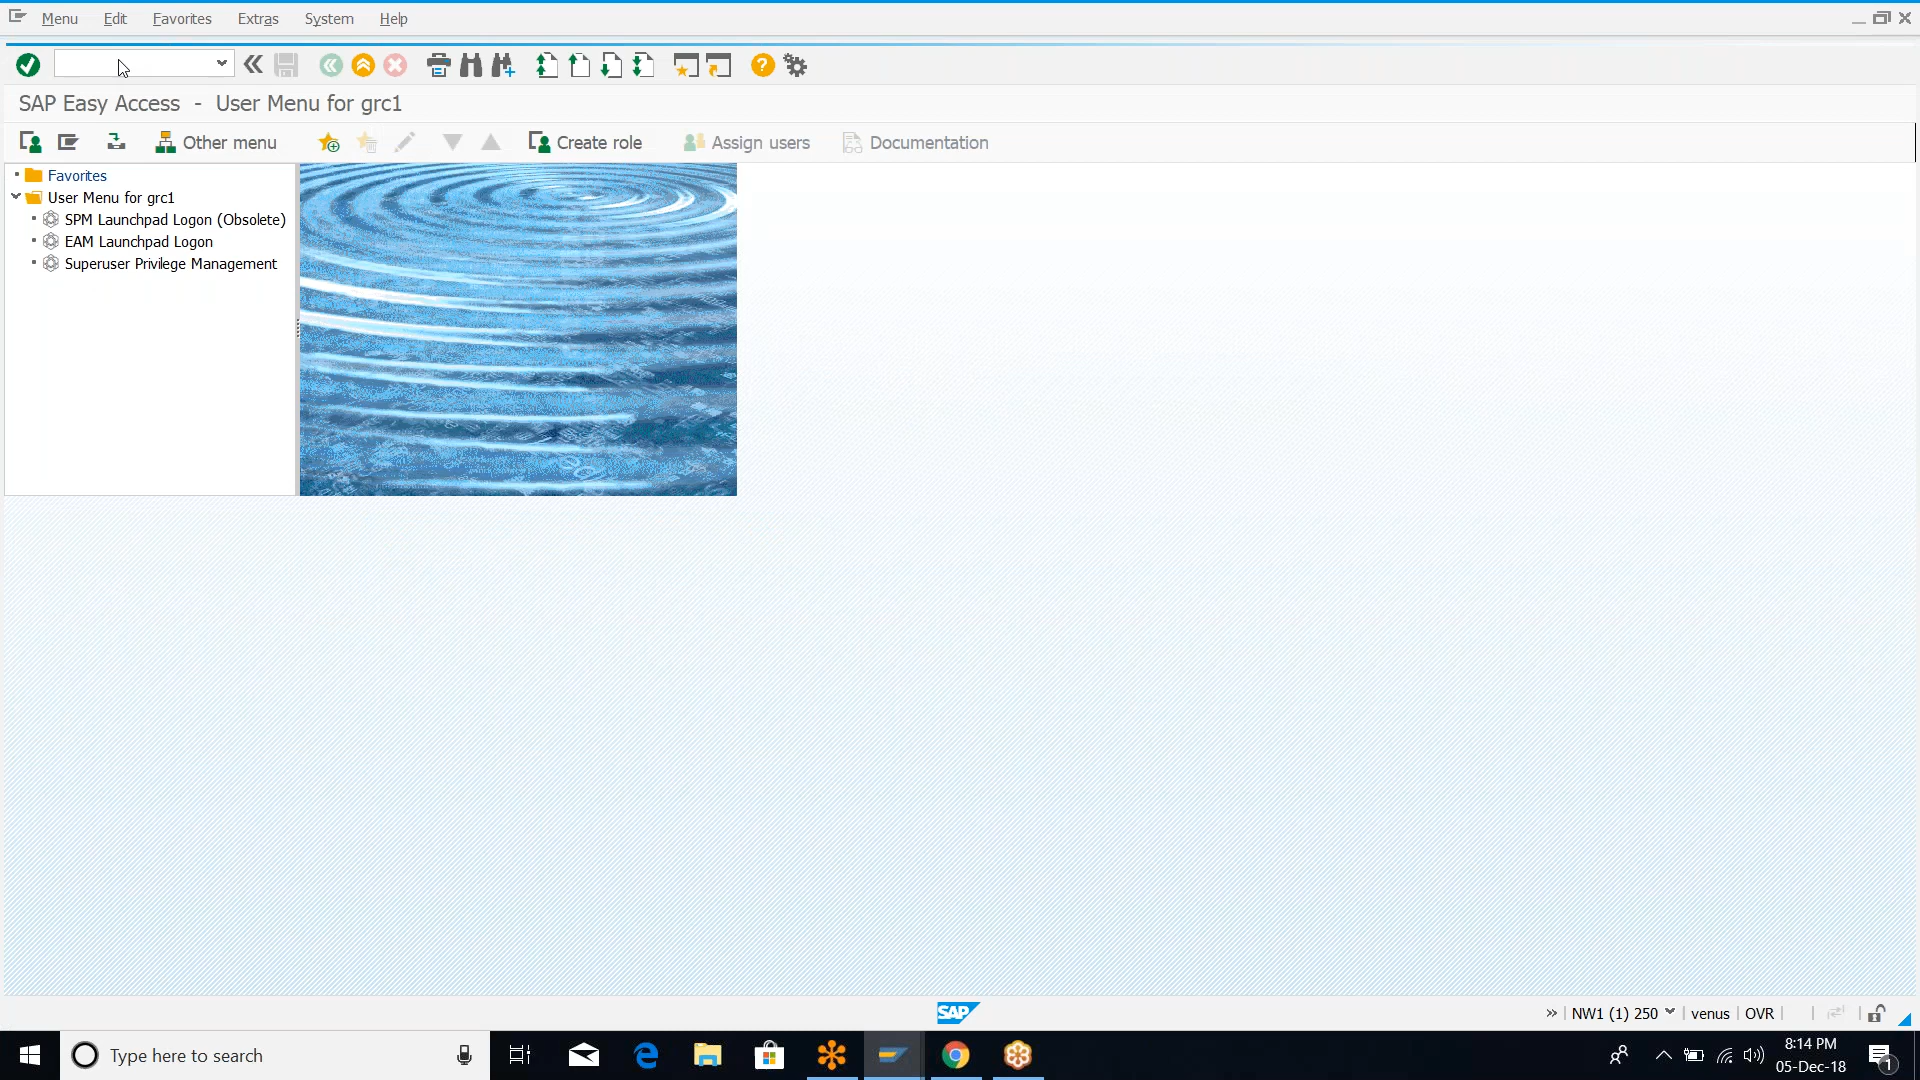 Menu Edit Favorites Extras System Help
SAP Easy Access - User Menu for grc1
Other menu Create role Assign users Documentation
Favorites
User Menu for grc1
SPM Launchpad Logon (Obsolete)
EAM Launchpad Logon
Superuser Privilege Management
SAP
NW1 (1) 250 venus OVR
Type here to search
8:14 PM
05-Dec-18
1